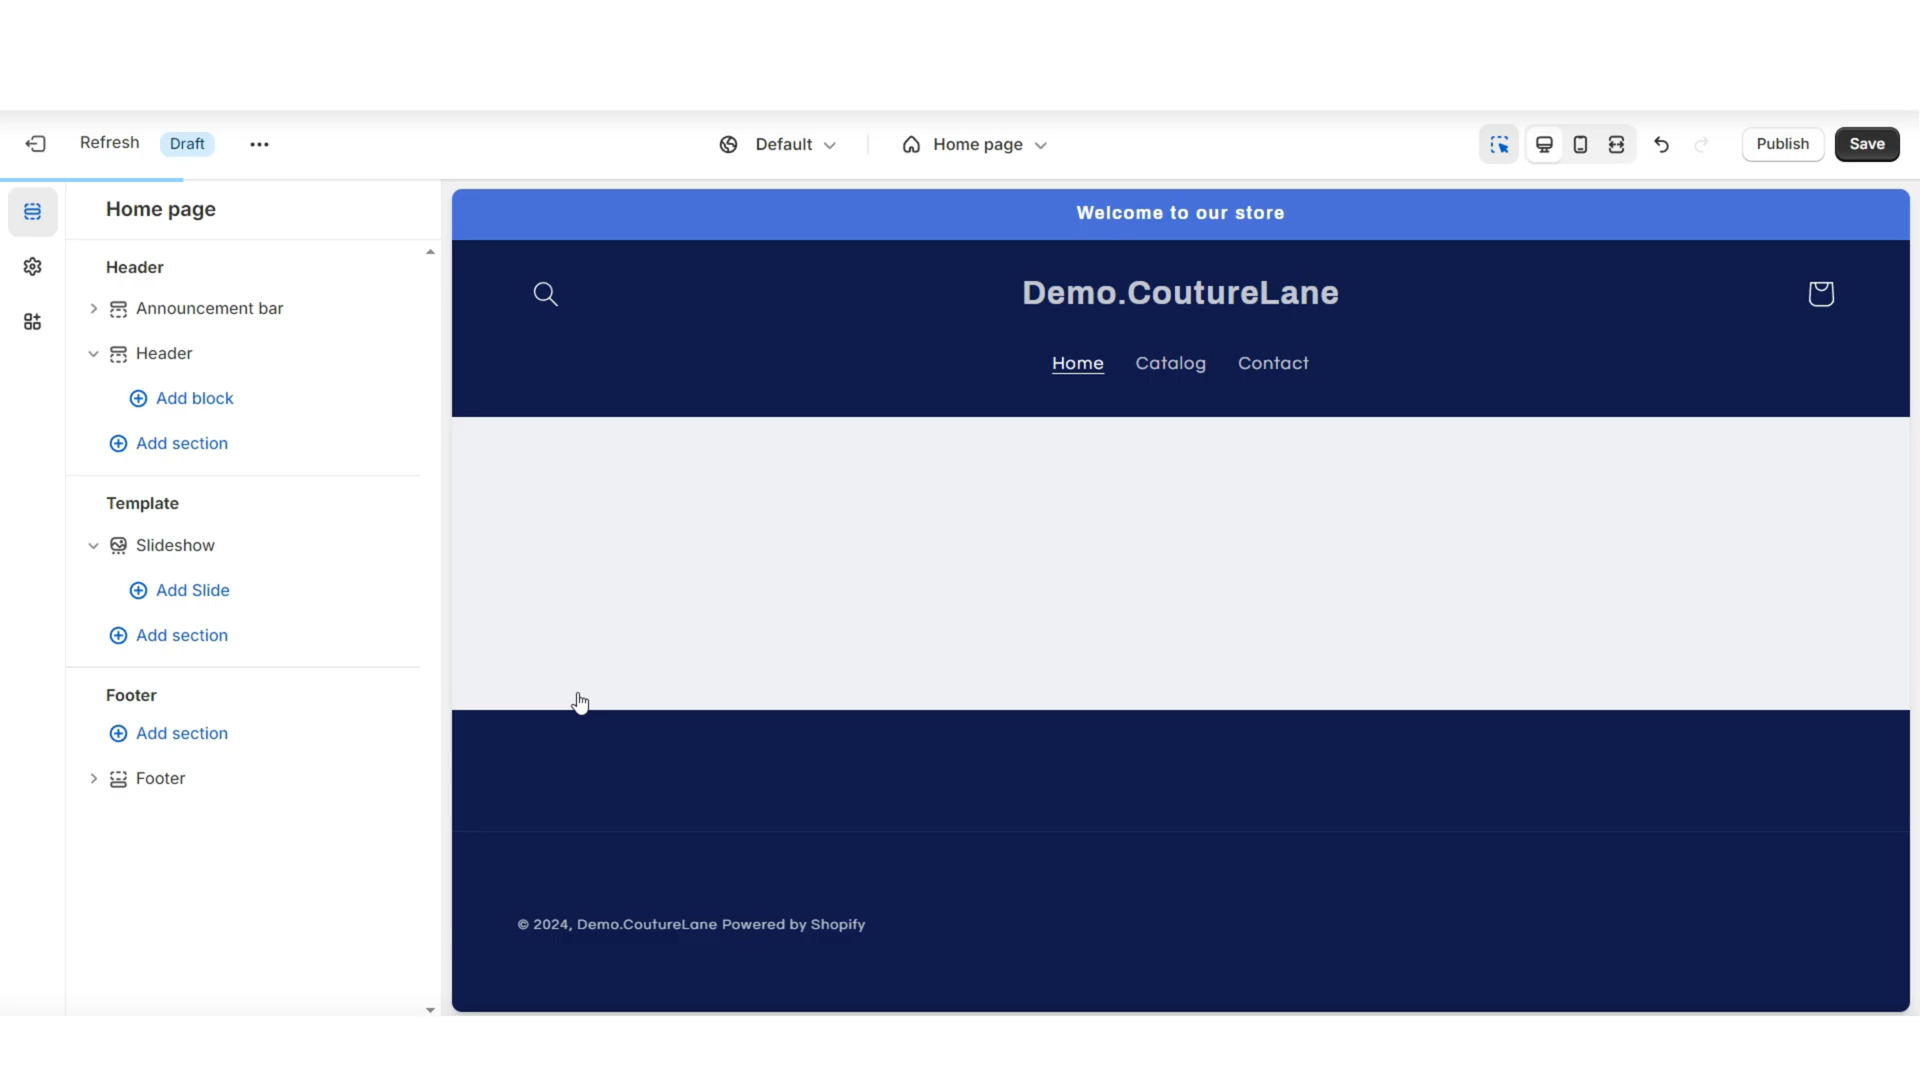 Refresh Draft
Default Home page
Publish Save
Home page
Header
Announcement bar
Header
Add block
Add section
Template
Slideshow
Add Slide
Add section
Footer
Add section
Footer
Welcome to our store
Demo.CoutureLane
Home Catalog Contact
© 2024, Demo.CoutureLane Powered by Shopify